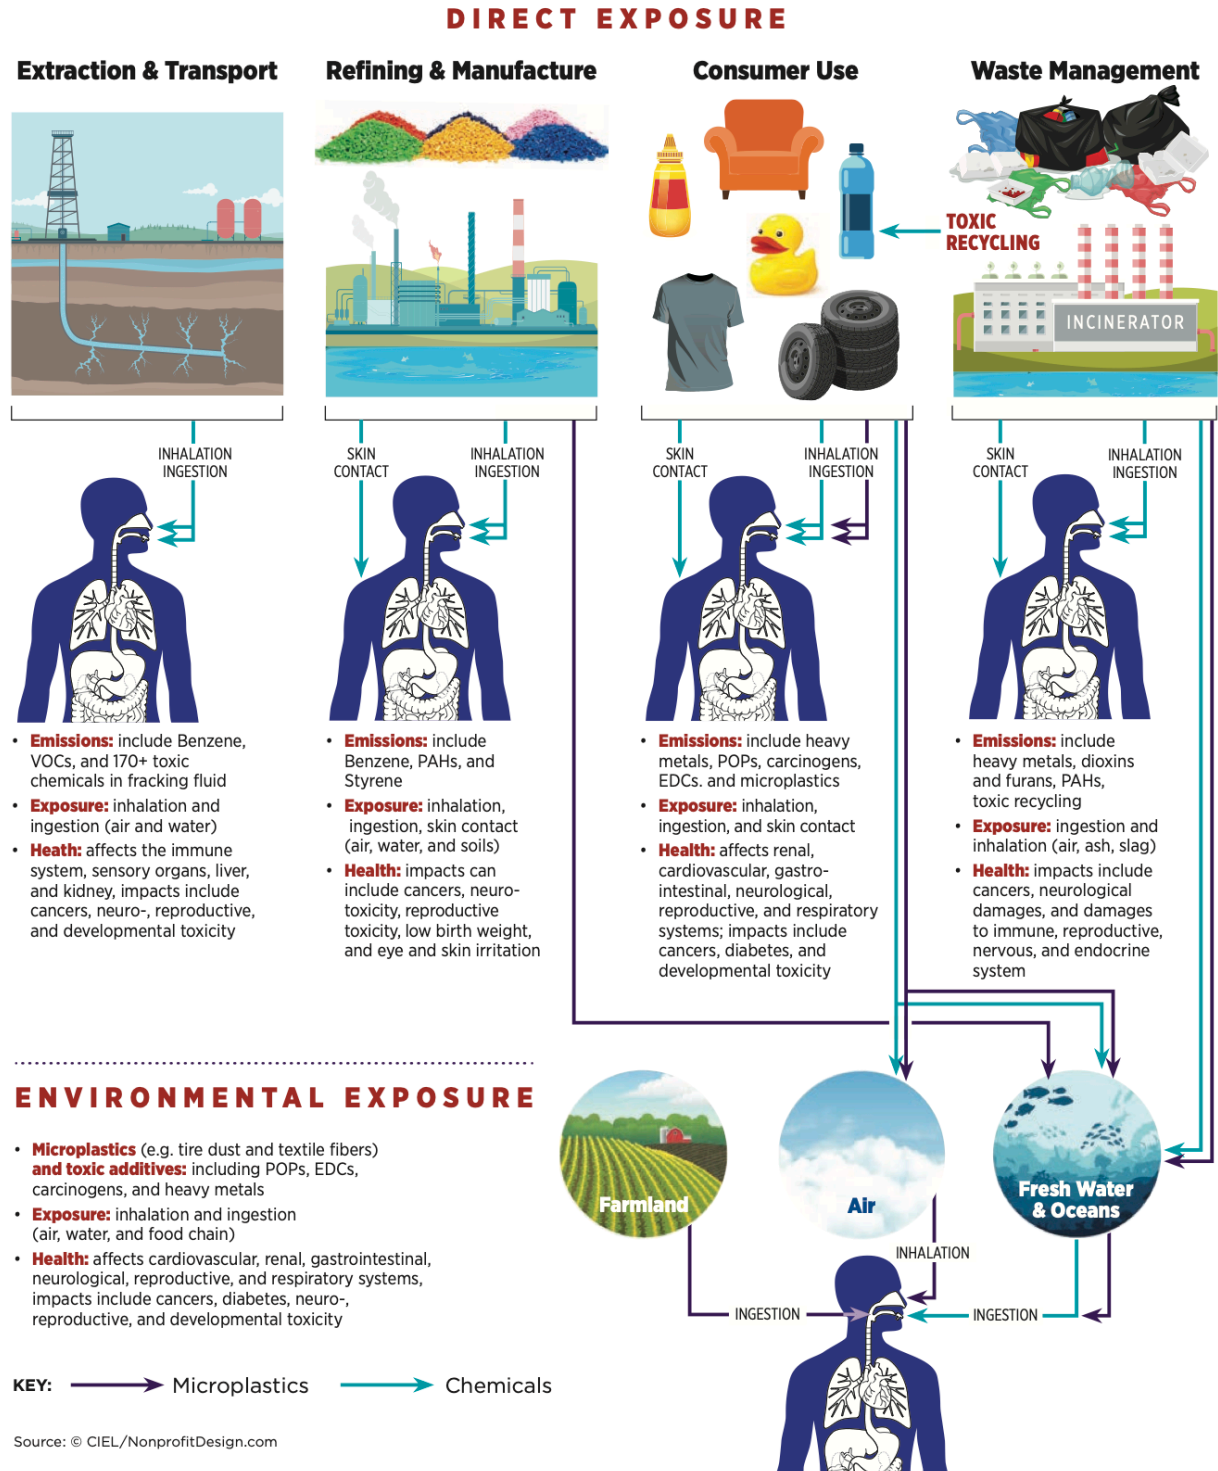 DIRECT EXPOSURE
Extraction & Transport
Refining & Manufacture
Consumer Use
Waste Management
TOXIC
RECYCLING
INCINERATOR
INHALATION
INGESTION
SKIN
CONTACT
INHALATION
INGESTION
SKIN
CONTACT
INHALATION
INGESTION
SKIN
CONTACT
INHALATION
INGESTION
• Emissions: include Benzene,
VOCs, and 170+ toxic
chemicals in fracking fluid
• Exposure: inhalation and
ingestion (air and water)
• Heath: affects the immune
system, sensory organs, liver,
and kidney, impacts include
cancers, neuro-, reproductive,
and developmental toxicity
• Emissions: include
Benzene, PAHs, and
Styrene
• Exposure: inhalation,
ingestion, skin contact
(air, water, and soils)
• Health: impacts can
include cancers, neuro-
toxicity, reproductive
toxicity, low birth weight,
and eye and skin irritation
• Emissions: include heavy
metals, POPs, carcinogens,
EDCs. and microplastics
• Exposure: inhalation,
ingestion, and skin contact
• Health: affects renal,
cardiovascular, gastro-
intestinal, neurological,
reproductive, and respiratory
systems; impacts include
cancers, diabetes, and
developmental toxicity
• Emissions: include
heavy metals, dioxins
and furans, PAHs,
toxic recycling
• Exposure: ingestion and
inhalation (air, ash, slag)
• Health: impacts include
cancers, neurological
damages, and damages
to immune, reproductive,
nervous, and endocrine
system
ENVIRONMENTAL EXPOSURE
• Microplastics (e.g. tire dust and textile fibers)
and toxic additives: including POPs, EDCs,
carcinogens, and heavy metals
• Exposure: inhalation and ingestion
(air, water, and food chain)
• Health: affects cardiovascular, renal, gastrointestinal,
neurological, reproductive, and respiratory systems,
impacts include cancers, diabetes, neuro-,
reproductive, and developmental toxicity
Farmland
Air
Fresh Water
& Oceans
INHALATION
INGESTION
INGESTION
KEY:
Microplastics
Chemicals
Source: © CIEL/NonprofitDesign.com